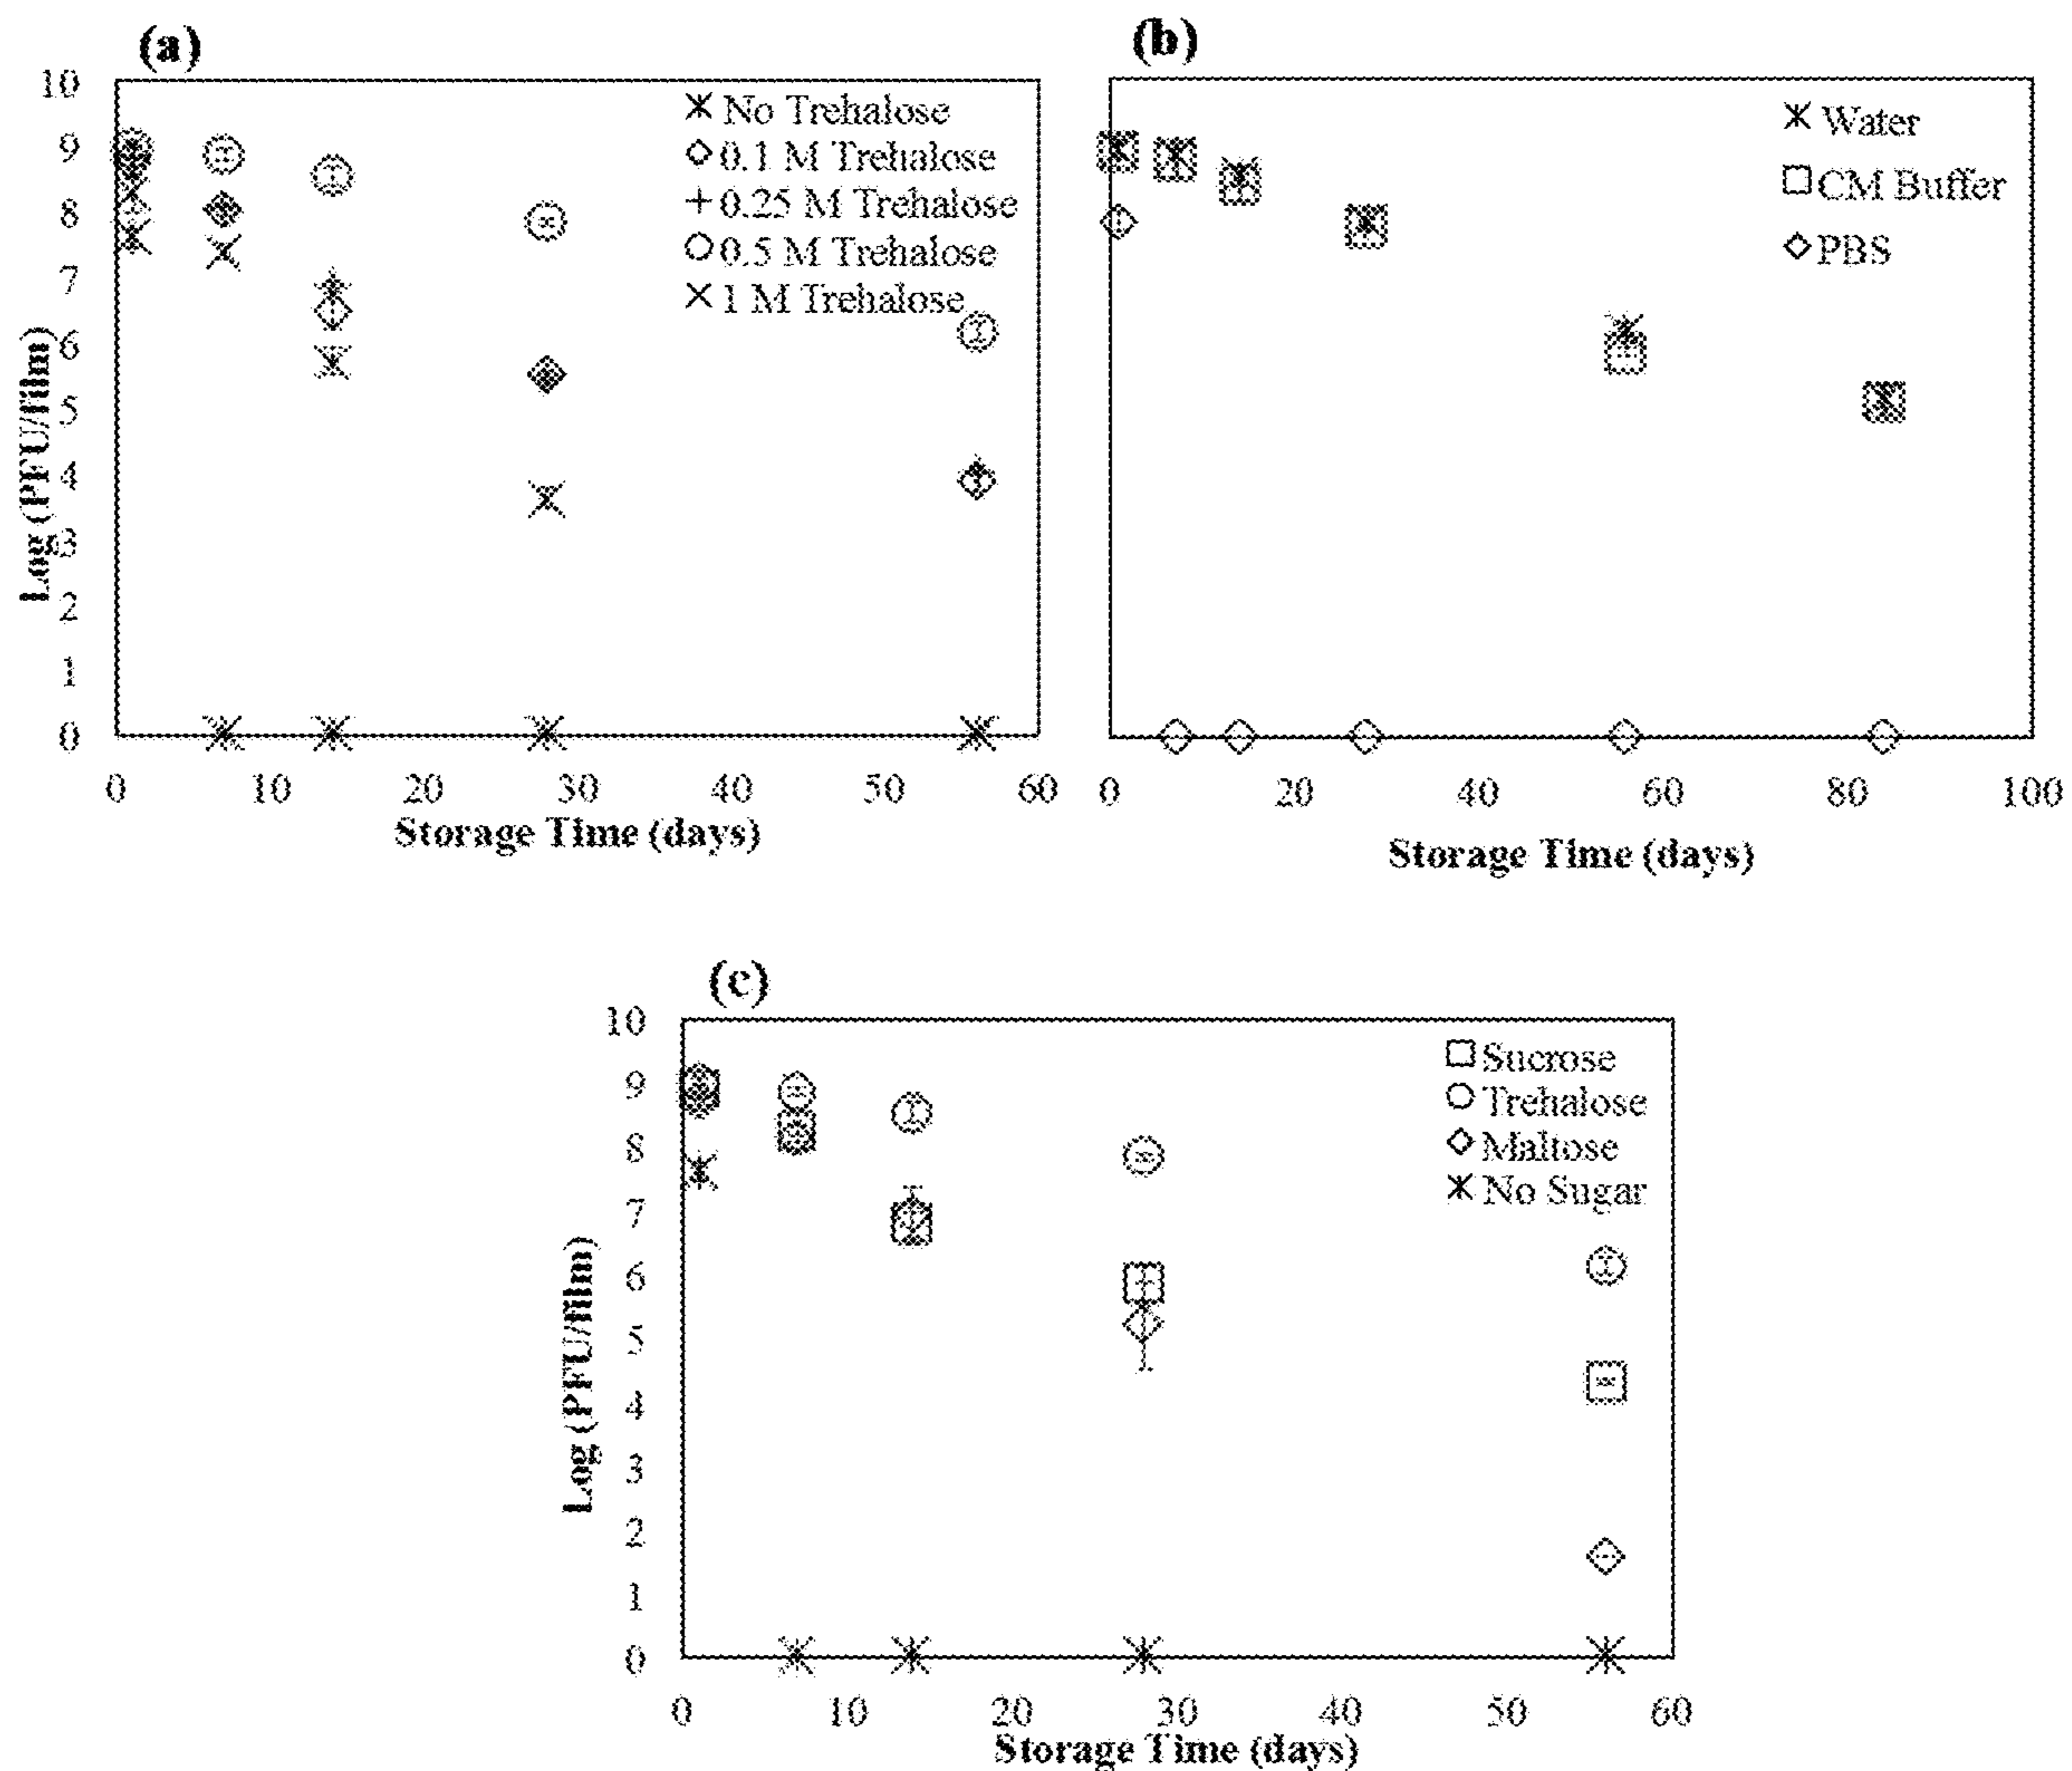 (a)
10
9
8
7
6
5
4
3
2
1
0
Log (PFU/film)
No Trehalose
0.1 M Trehalose
0.25 M Trehalose
0.5 M Trehalose
1 M Trehalose
0 10 20 30 40 50 60
Storage Time (days)
(b)
Water
CM Buffer
PBS
0 20 40 60 80 100
Storage Time (days)
(c)
10
9
8
7
6
5
4
3
2
1
0
Log (PFU/film)
Sucrose
Trehalose
Maltose
No Sugar
0 10 20 30 40 50 60
Storage Time (days)